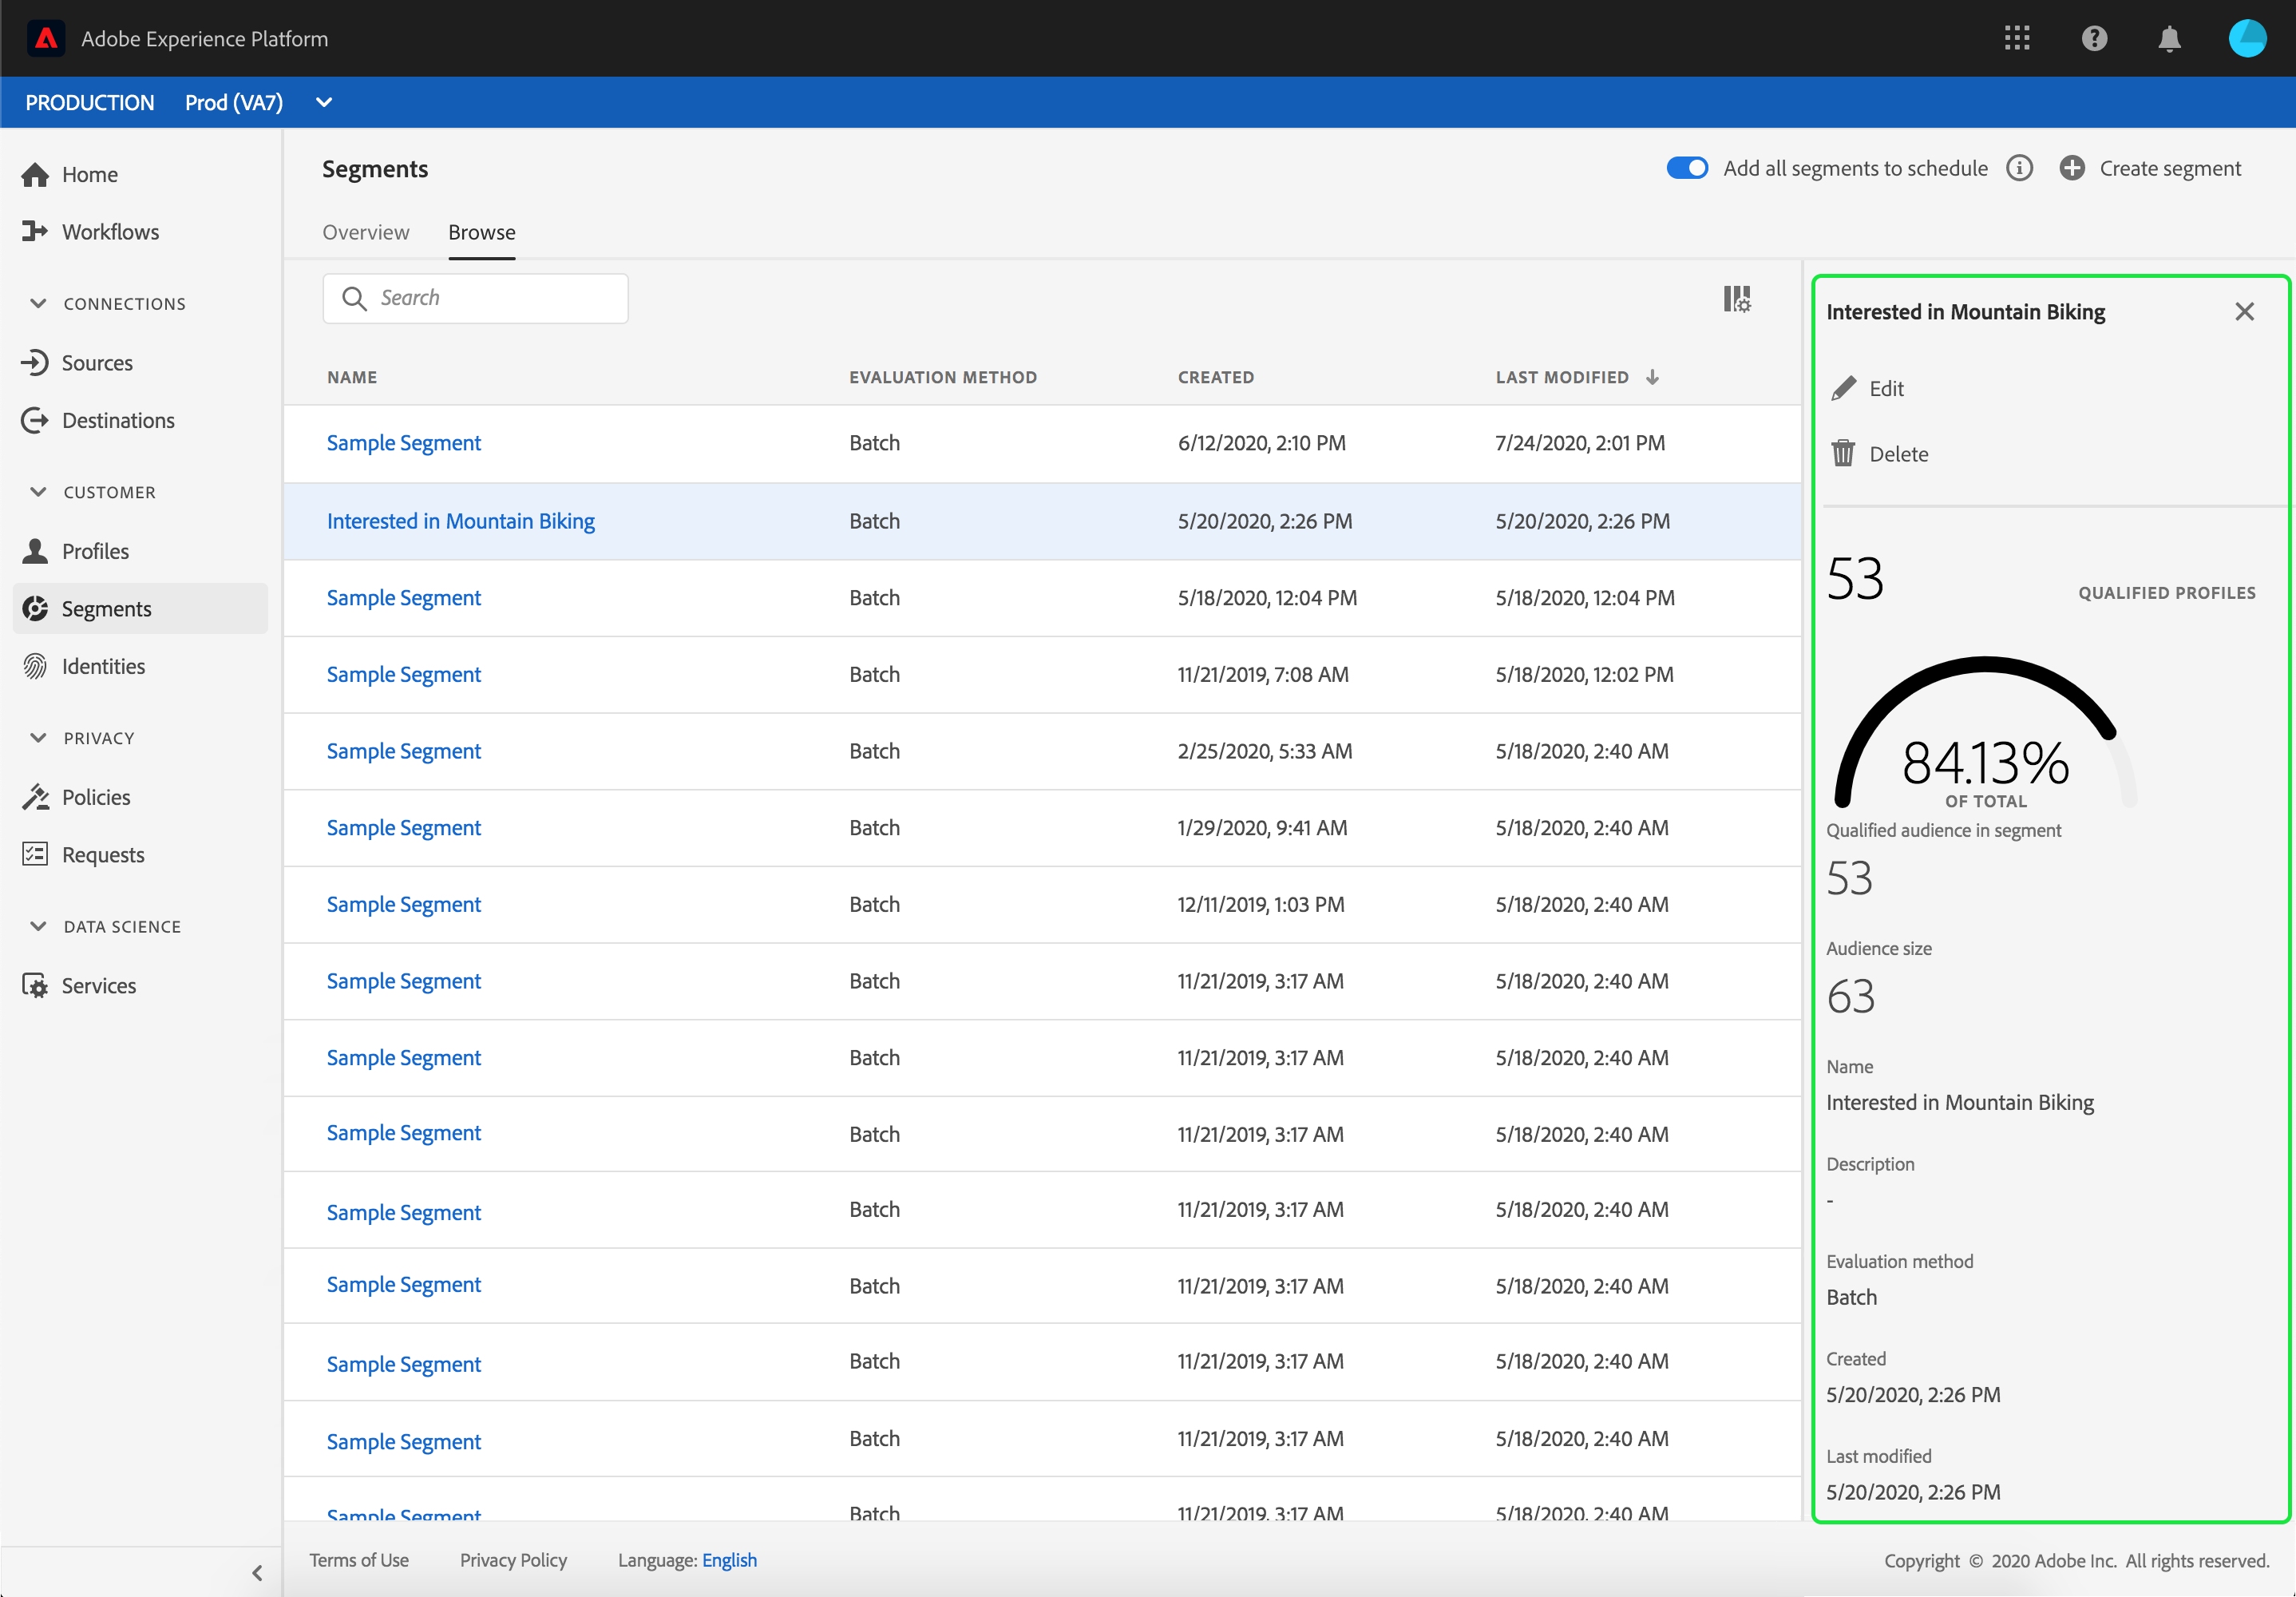 Adobe Experience Platform
PRODUCTION Prod (VA7)
Home
Workflows
CONNECTIONS
Sources
Destinations
CUSTOMER
Profiles
Segments
Identities
PRIVACY
Policies
Requests
DATA SCIENCE
Services
Segments
Add all segments to schedule
Create segment
Overview Browse
Search
NAME EVALUATION METHOD CREATED LAST MODIFIED
Sample Segment Batch 6/12/2020, 2:10 PM 7/24/2020, 2:01 PM
Interested in Mountain Biking Batch 5/20/2020, 2:26 PM 5/20/2020, 2:26 PM
Sample Segment Batch 5/18/2020, 12:04 PM 5/18/2020, 12:04 PM
Sample Segment Batch 11/21/2019, 7:08 AM 5/18/2020, 12:02 PM
Sample Segment Batch 2/25/2020, 5:33 AM 5/18/2020, 2:40 AM
Sample Segment Batch 1/29/2020, 9:41 AM 5/18/2020, 2:40 AM
Sample Segment Batch 12/11/2019, 1:03 PM 5/18/2020, 2:40 AM
Sample Segment Batch 11/21/2019, 3:17 AM 5/18/2020, 2:40 AM
Sample Segment Batch 11/21/2019, 3:17 AM 5/18/2020, 2:40 AM
Sample Segment Batch 11/21/2019, 3:17 AM 5/18/2020, 2:40 AM
Sample Segment Batch 11/21/2019, 3:17 AM 5/18/2020, 2:40 AM
Sample Segment Batch 11/21/2019, 3:17 AM 5/18/2020, 2:40 AM
Sample Segment Batch 11/21/2019, 3:17 AM 5/18/2020, 2:40 AM
Sample Segment Batch 11/21/2019, 3:17 AM 5/18/2020, 2:40 AM
Sample Segment Batch 11/21/2019, 3:17 AM 5/18/2020, 2:40 AM
Interested in Mountain Biking
Edit
Delete
53 QUALIFIED PROFILES
84.13%
OF TOTAL
Qualified audience in segment
53
Audience size
63
Name
Interested in Mountain Biking
Description
-
Evaluation method
Batch
Created
5/20/2020, 2:26 PM
Last modified
5/20/2020, 2:26 PM
Terms of Use Privacy Policy Language: English
Copyright © 2020 Adobe Inc. All rights reserved.